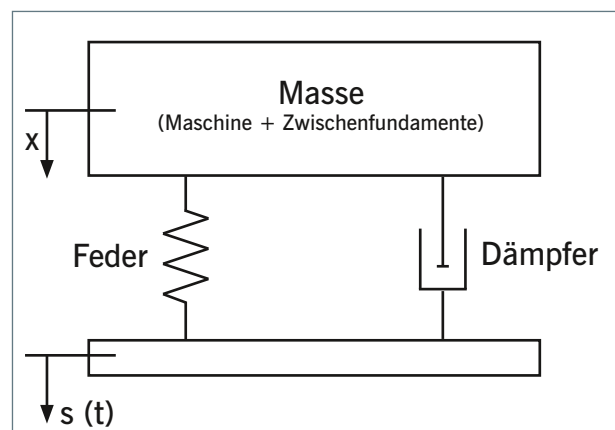 Masse
(Maschine + Zwischenfundamente)
x
Feder
Dämpfer
s (t)